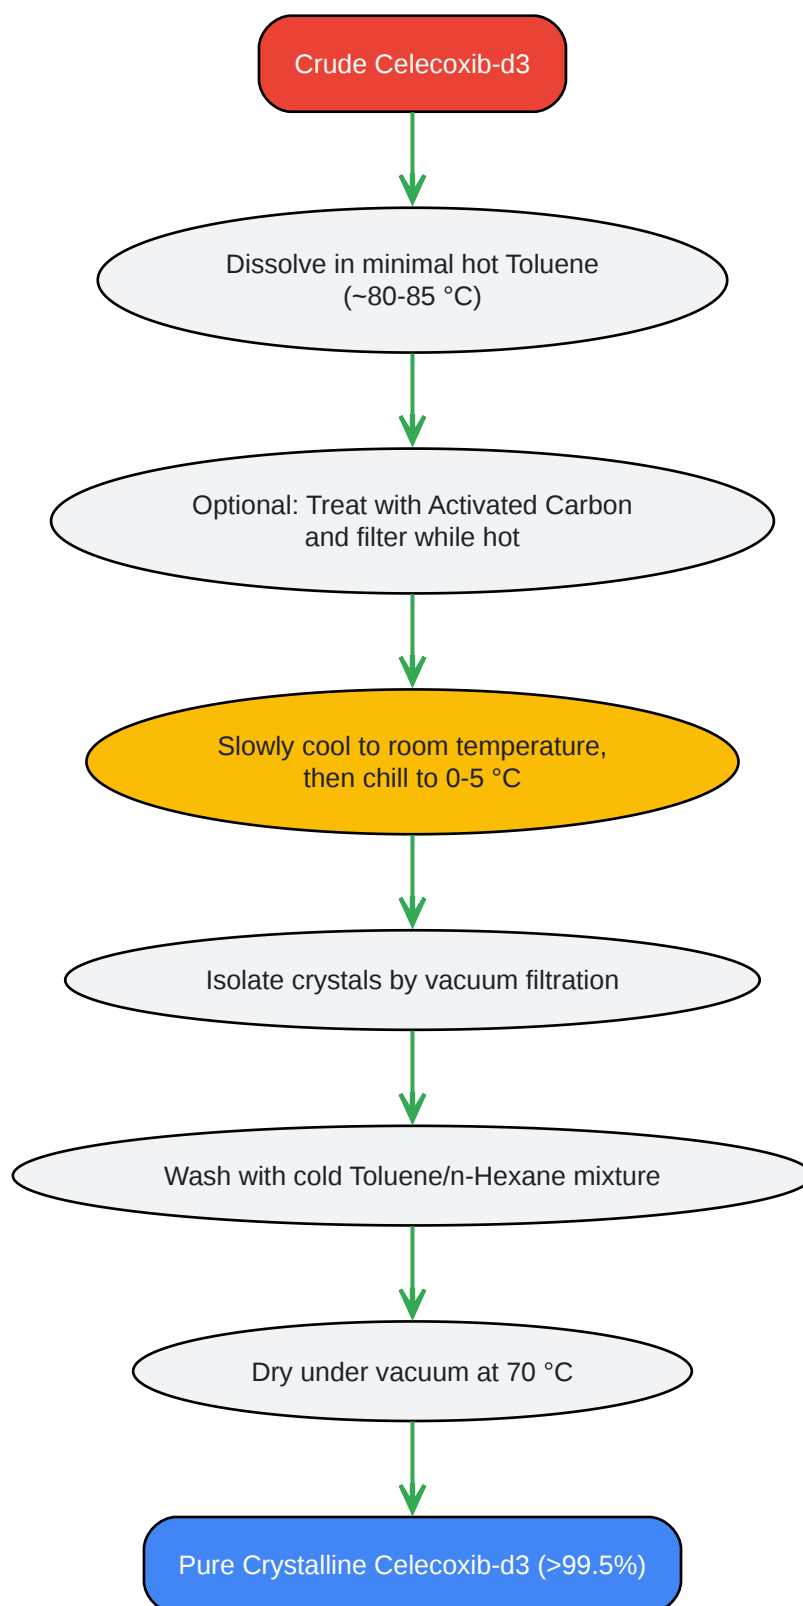 Crude Celecoxib-d3
Dissolve in minimal hot Toluene
(~80-85 °C)
Optional: Treat with Activated Carbon
and filter while hot
Slowly cool to room temperature,
then chill to 0-5 °C
Isolate crystals by vacuum filtration
Wash with cold Toluene/n-Hexane mixture
Dry under vacuum at 70 °C
Pure Crystalline Celecoxib-d3 (>99.5%)